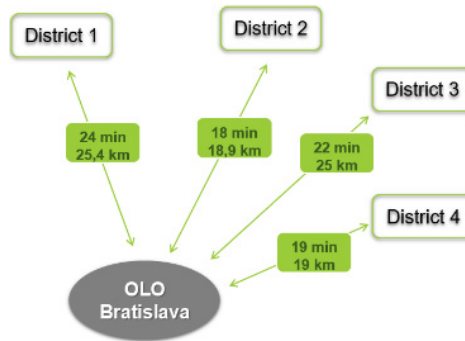 District 1
District 2
District 3
24 min
25,4 km
18 min
18,9 km
22 min
25 km
District 4
19 min
19 km
OLO
Bratislava